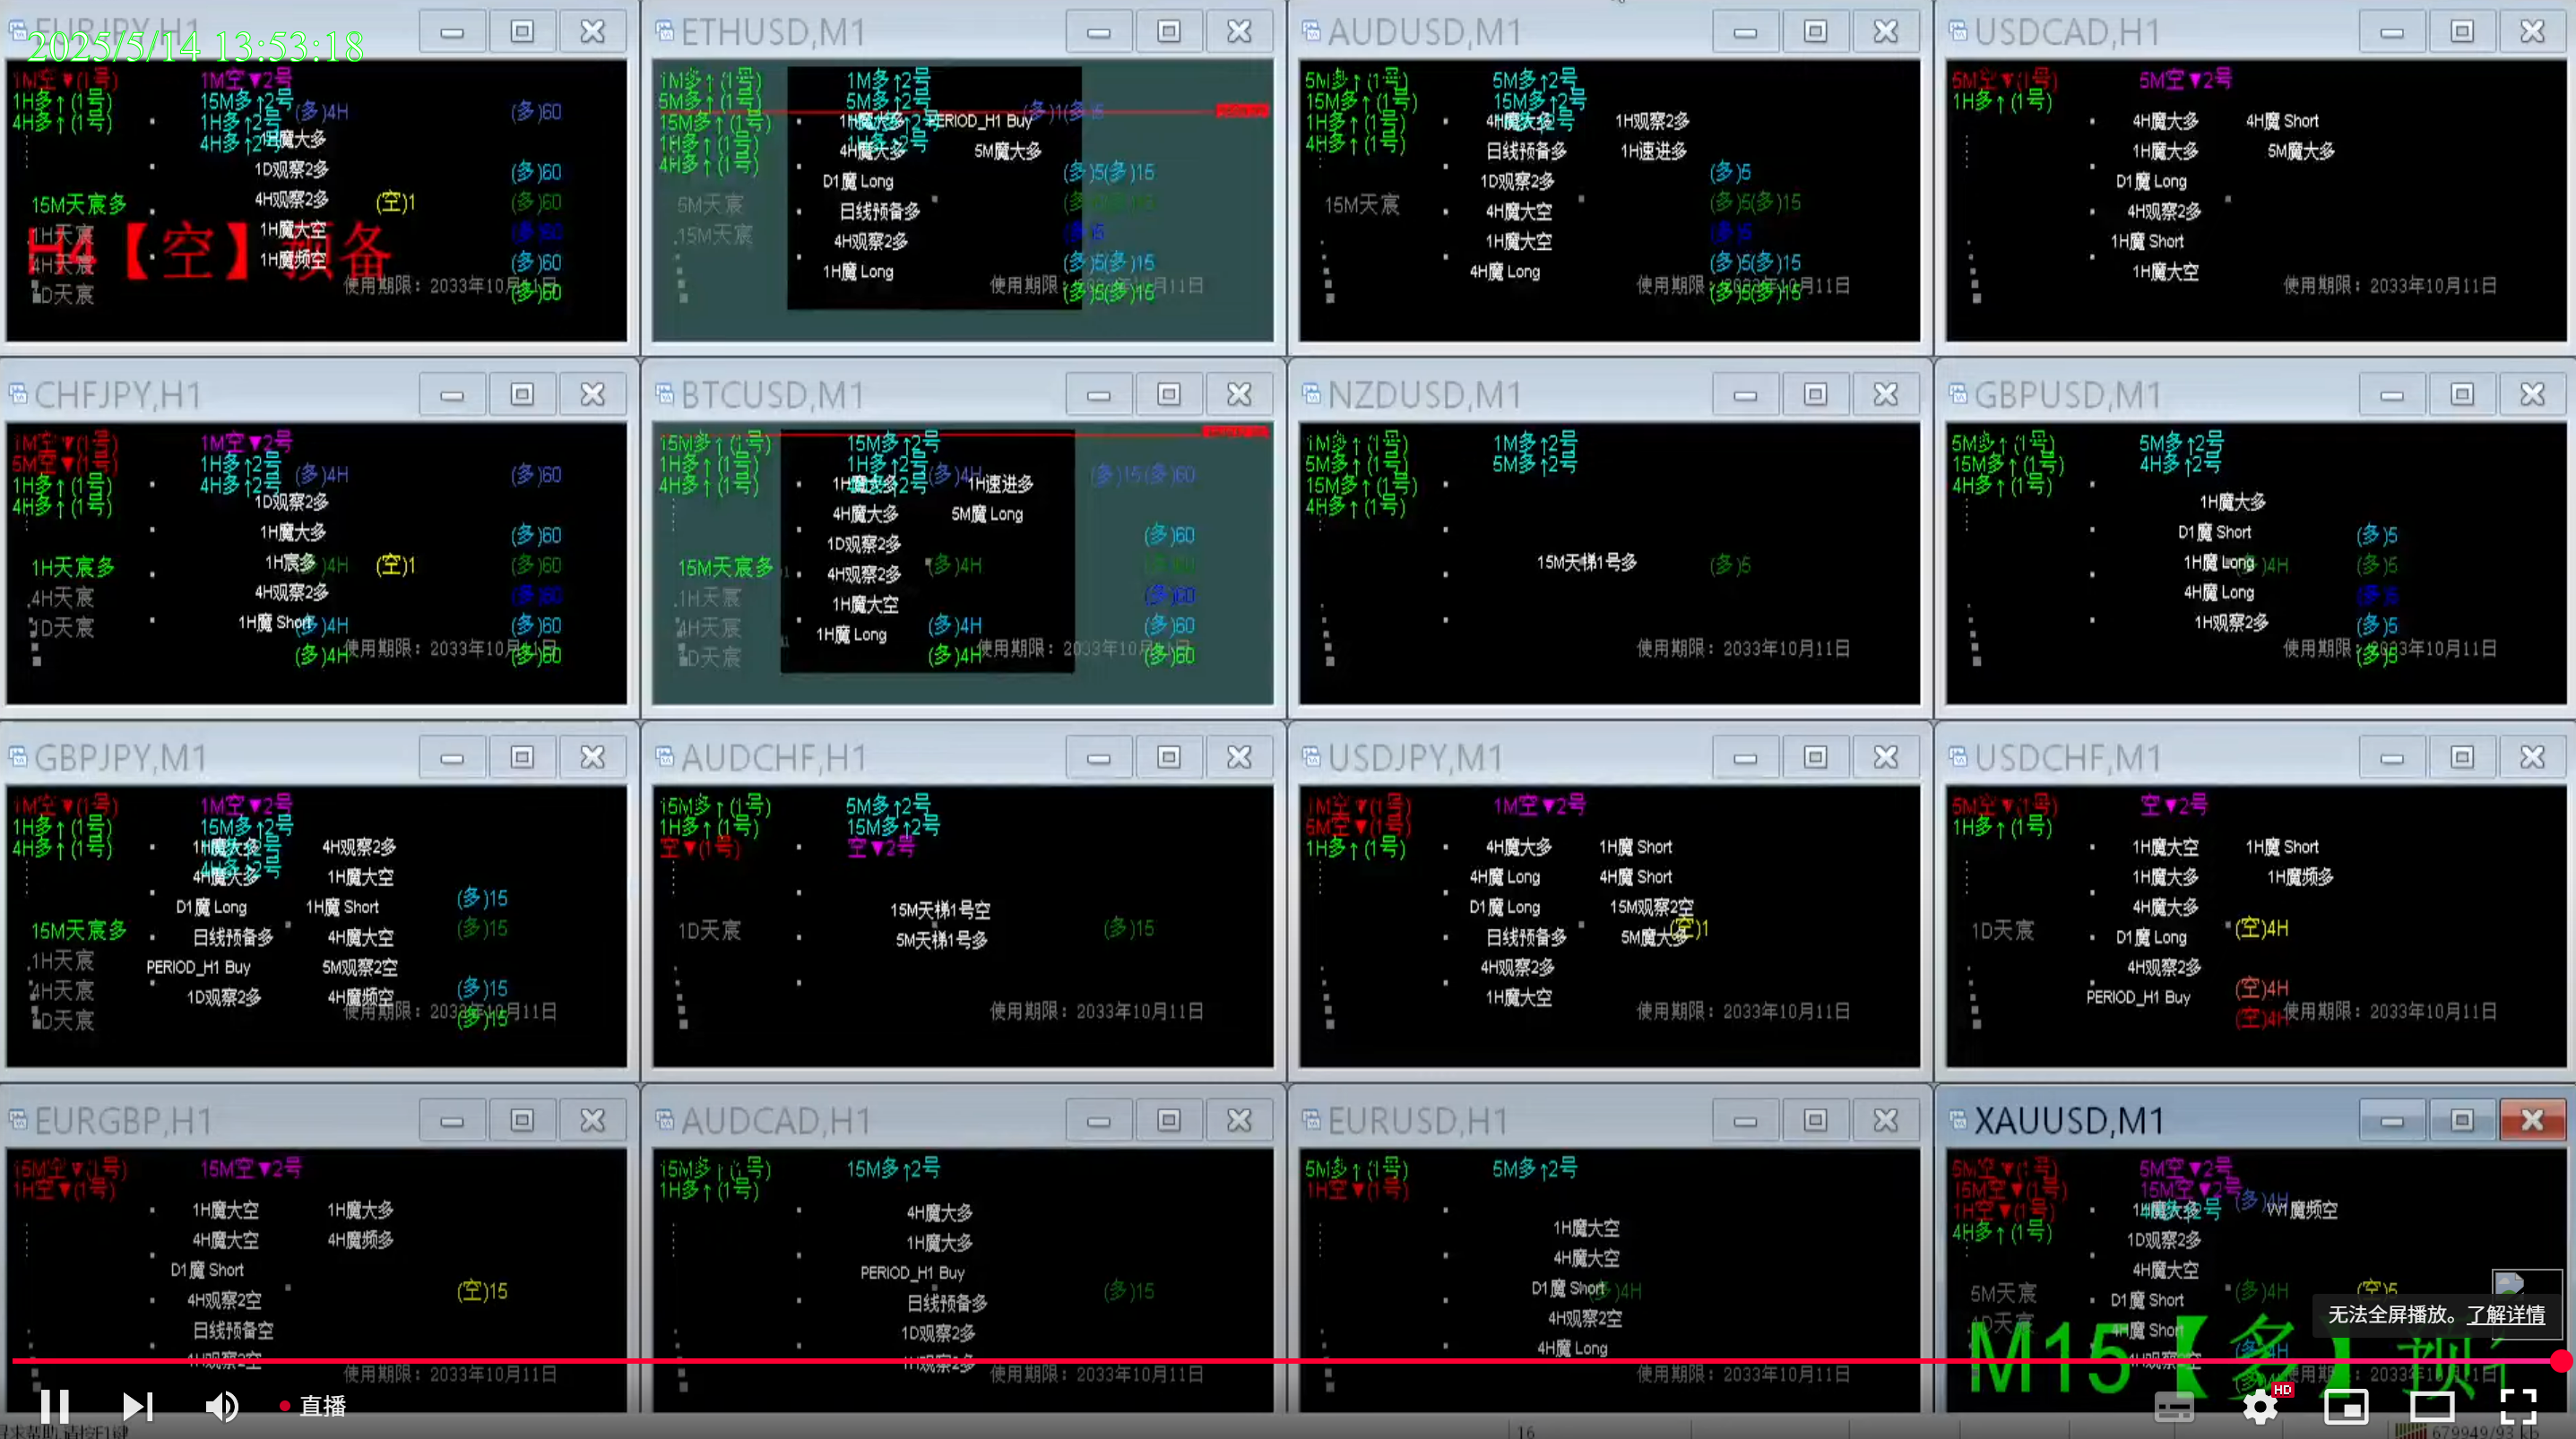 EURJPY,H1
2025/5/14 13:53:18
1M空▼(1号)
1M空▼2号
1H多↑(1号)
15M多↑2号
(多)4H
(多)60
4H多↑(1号)
1H多↑2号
4H多↑2号
1H魔大多
1D观察2多
(多)60
15M天宸多
4H观察2多
(空)1
(多)60
1H天宸
1H魔大空
(多)60
H4【空】预备
4H天宸
1H魔频空
(多)60
1D天宸
使用期限：2033年10月11日
(多)60
ETHUSD,M1
1M多↑(1号)
1M多↑2号
5M多↑(1号)
5M多↑2号
15M多↑(1号)
1H魔大多
PERIOD_H1 Buy
1H多↑(1号)
4H魔大多
5M魔大多
4H多↑(1号)
D1魔 Long
(多)5(多)15
5M天宸
日线预备多
15M天宸
4H观察2多
(多)5
1H魔 Long
(多)5(多)15
使用期限：2033年10月11日
(多)5(多)15
AUDUSD,M1
5M多↑(1号)
5M多↑2号
15M多↑(1号)
15M多↑2号
1H多↑(1号)
4H魔大多
1H观察2多
4H多↑(1号)
日线预备多
1H速进多
1D观察2多
(多)5
15M天宸
4H魔大空
(多)5(多)15
1H魔大空
(多)5
4H魔 Long
(多)5(多)15
使用期限：2033年10月11日
(多)5(多)15
USDCAD,H1
5M空▼(1号)
5M空▼2号
1H多↑(1号)
4H魔大多
4H魔 Short
1H魔大多
5M魔大多
D1魔 Long
4H观察2多
1H魔 Short
1H魔大空
使用期限：2033年10月11日
CHFJPY,H1
1M空▼(1号)
1M空▼2号
5M空▼(1号)
1H多↑2号
(多)4H
(多)60
1H多↑(1号)
4H多↑2号
4H多↑(1号)
1D观察2多
1H魔大多
(多)60
1H天宸多
1H宸多
(多)4H
(空)1
(多)60
4H天宸
4H观察2多
(多)60
1D天宸
1H魔 Short
(多)4H
(多)60
使用期限：2033年10月11日
(多)4H
(多)60
BTCUSD,M1
15M多↑(1号)
15M多↑2号
1H多↑(1号)
1H多↑2号
(多)4H
(多)15(多)60
4H多↑(1号)
1H魔大多
1H速进多
4H魔大多
5M魔 Long
1D观察2多
(多)60
15M天宸多
4H观察2多
(多)4H
(多)60
1H天宸
1H魔大空
(多)60
4H天宸
1H魔 Long
(多)4H
(多)60
1D天宸
使用期限：2033年10月11日
(多)4H
(多)60
NZDUSD,M1
1M多↑(1号)
1M多↑2号
5M多↑(1号)
5M多↑2号
15M多↑(1号)
4H多↑(1号)
15M天梯1号多
(多)5
使用期限：2033年10月11日
GBPUSD,M1
5M多↑(1号)
5M多↑2号
15M多↑(1号)
4H多↑2号
4H多↑(1号)
1H魔大多
D1魔 Short
(多)5
1H魔 Long
(多)4H
(多)5
4H魔 Long
(多)5
1H观察2多
(多)5
使用期限：2033年10月11日
(多)5
GBPJPY,M1
1M空▼(1号)
1M空▼2号
1H多↑(1号)
15M多↑2号
4H多↑(1号)
1H魔大多
4H观察2多
4H多↑2号
4H魔大多
1H魔大空
D1魔 Long
1H魔 Short
(多)15
15M天宸多
日线预备多
4H魔大空
(多)15
1H天宸
PERIOD_H1 Buy
5M观察2空
4H天宸
1D观察2多
4H魔频空
(多)15
1D天宸
使用期限：2033年10月11日
(多)15
AUDCHF,H1
15M多↑(1号)
5M多↑2号
1H多↑(1号)
15M多↑2号
空▼(1号)
空▼2号
15M天梯1号空
1D天宸
5M天梯1号多
(多)15
使用期限：2033年10月11日
USDJPY,M1
1M空▼(1号)
1M空▼2号
5M空▼(1号)
1H多↑(1号)
4H魔大多
1H魔 Short
4H魔 Long
4H魔 Short
D1魔 Long
15M观察2空
(空)1
日线预备多
5M魔大多
4H观察2多
1H魔大空
使用期限：2033年10月11日
USDCHF,M1
5M空▼(1号)
空▼2号
1H多↑(1号)
1H魔大空
1H魔 Short
1H魔大多
1H魔频多
4H魔大多
1D天宸
D1魔 Long
(空)4H
4H观察2多
PERIOD_H1 Buy
(空)4H
使用期限：2033年10月11日
(空)4H
EURGBP,H1
15M空▼(1号)
15M空▼2号
1H空▼(1号)
1H魔大空
1H魔大多
4H魔大空
4H魔频多
D1魔 Short
4H观察2空
(空)15
日线预备空
1H观察2空
使用期限：2033年10月11日
AUDCAD,H1
15M多↑(1号)
15M多↑2号
1H多↑(1号)
4H魔大多
1H魔大多
PERIOD_H1 Buy
日线预备多
(多)15
1D观察2多
1H观察2多
使用期限：2033年10月11日
EURUSD,H1
5M多↑(1号)
5M多↑2号
1H空▼(1号)
1H魔大空
4H魔大空
D1魔 Short
(多)4H
4H观察2空
4H魔 Long
使用期限：2033年10月11日
XAUUSD,M1
5M空▼(1号)
5M空▼2号
15M空▼(1号)
15M空▼2号
(多)4H
1H空▼(1号)
1H魔大多
W1魔频空
4H多↑(1号)
1D观察2多
4H魔大空
5M天宸
D1魔 Short
(多)4H
(空)5
1D天宸
4H魔 Short
M15【多】预
无法全屏播放。了解详情
直播
HD
16
679949/93 kb